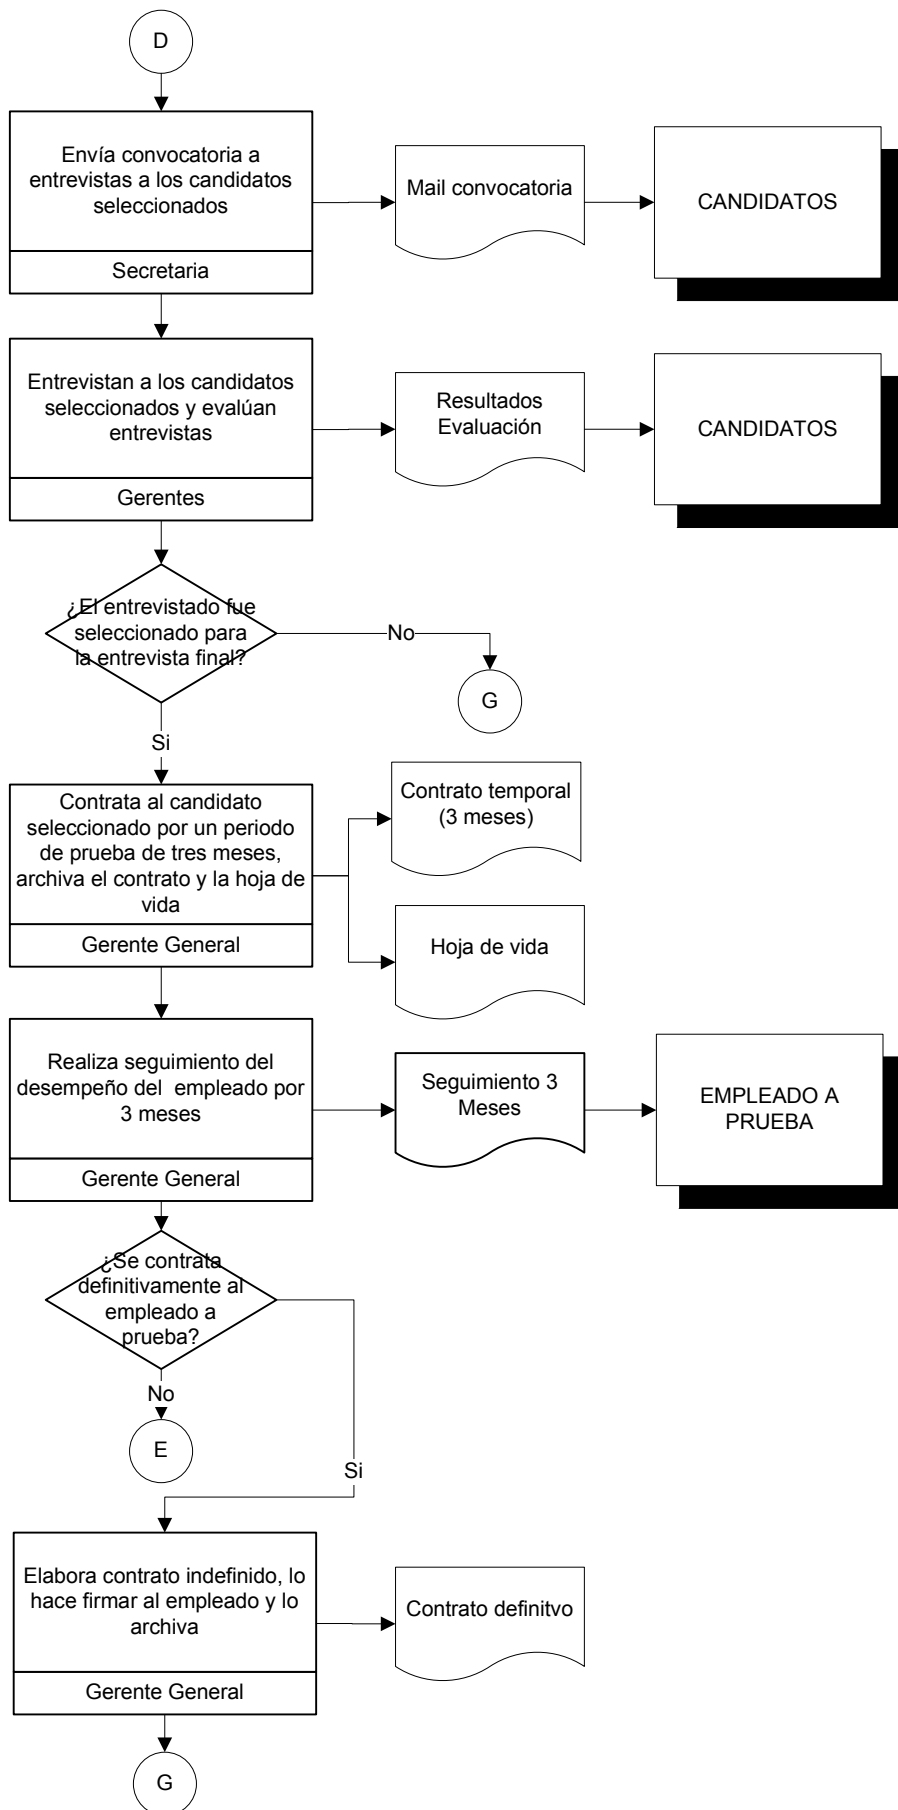 D
Envía convocatoria a
entrevistas a los candidatos
seleccionados
Secretaria
Mail convocatoria
CANDIDATOS
Entrevistan a los candidatos
seleccionados y evalúan
entrevistas
Gerentes
Resultados
Evaluación
CANDIDATOS
¿El entrevistado fue
seleccionado para
la entrevista final?
No
G
Si
Contrata al candidato
seleccionado por un periodo
de prueba de tres meses,
archiva el contrato y la hoja de
vida
Gerente General
Contrato temporal
(3 meses)
Hoja de vida
Realiza seguimiento del
desempeño del  empleado por
3 meses
Gerente General
Seguimiento 3
Meses
EMPLEADO A
PRUEBA
¿Se contrata
definitivamente al
empleado a
prueba?
No
E
Si
Elabora contrato indefinido, lo
hace firmar al empleado y lo
archiva
Gerente General
Contrato definitvo
G